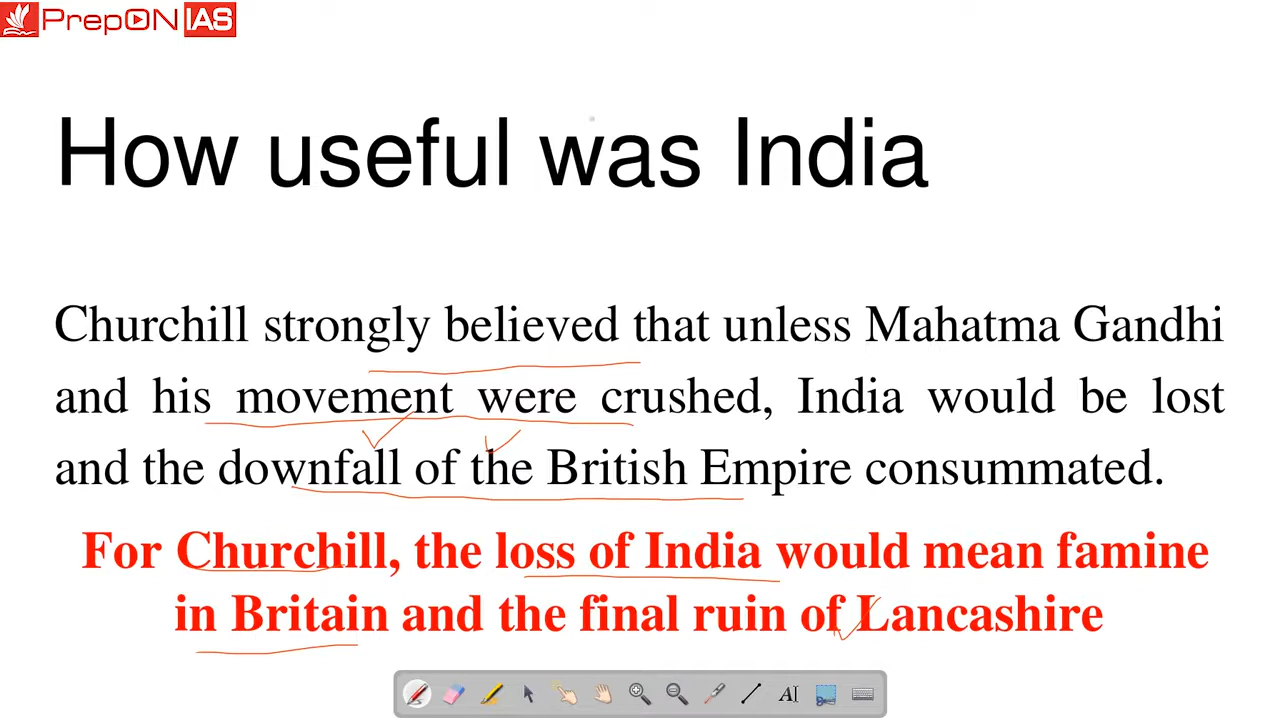 PrepON IAS
How useful was India
Churchill strongly believed that unless Mahatma Gandhi
and his movement were crushed, India would be lost
and the downfall of the British Empire consummated.
For Churchill, the loss of India would mean famine
in Britain and the final ruin of Lancashire
AI